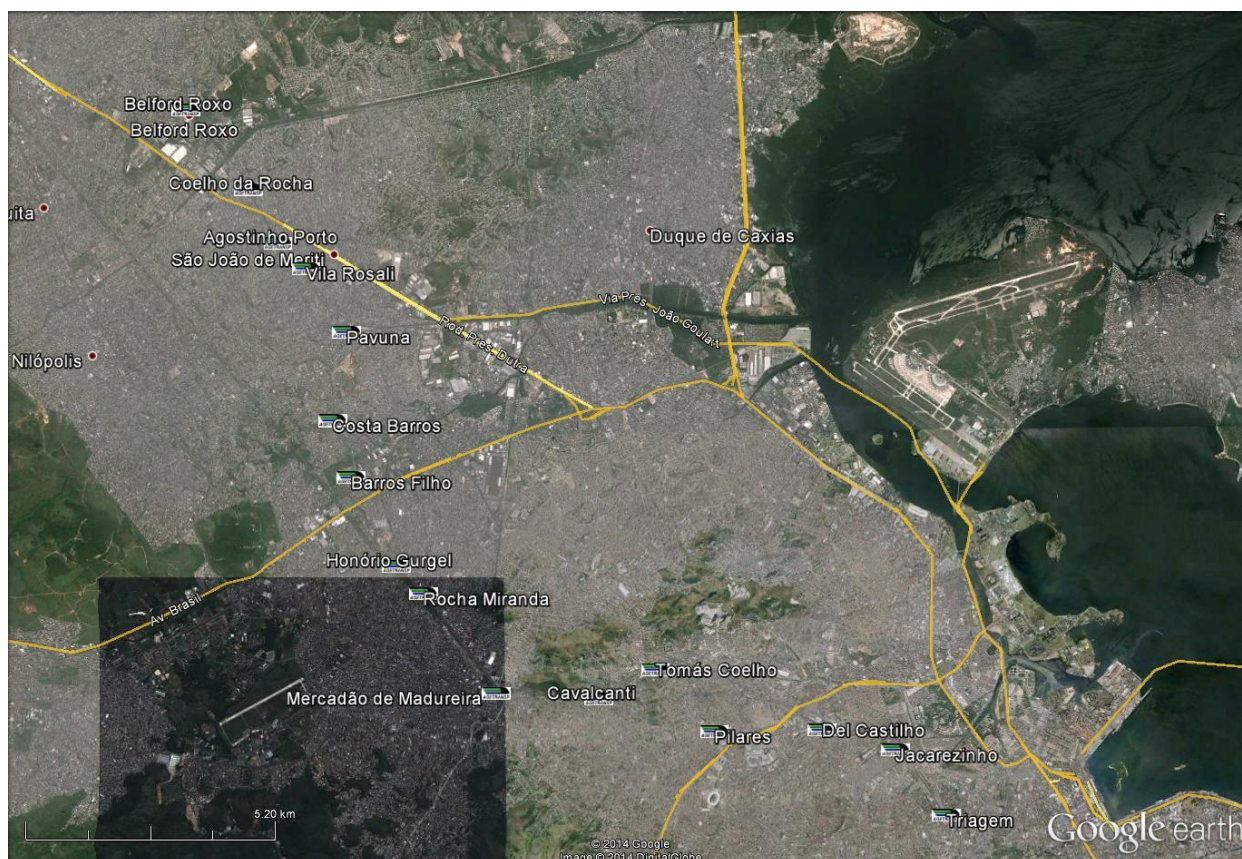 Belford Roxo
Belford Roxo
Coelho da Rocha
uita
Agostinho Porto
São João de Meriti
Vila Rosali
Duque de Caxias
Via Pres. João Goulart
Rod. Pres. Dutra
Pavuna
Nilópolis
Costa Barros
Barros Filho
Honório Gurgel
Rocha Miranda
Av. Brasil
Tomás Coelho
Mercadão de Madureira
Cavalcanti
Pilares
Del Castilho
Jacarezinho
Triagem
5.20 km
Google earth
© 2014 Google
Image © 2014 DigitalGlobe